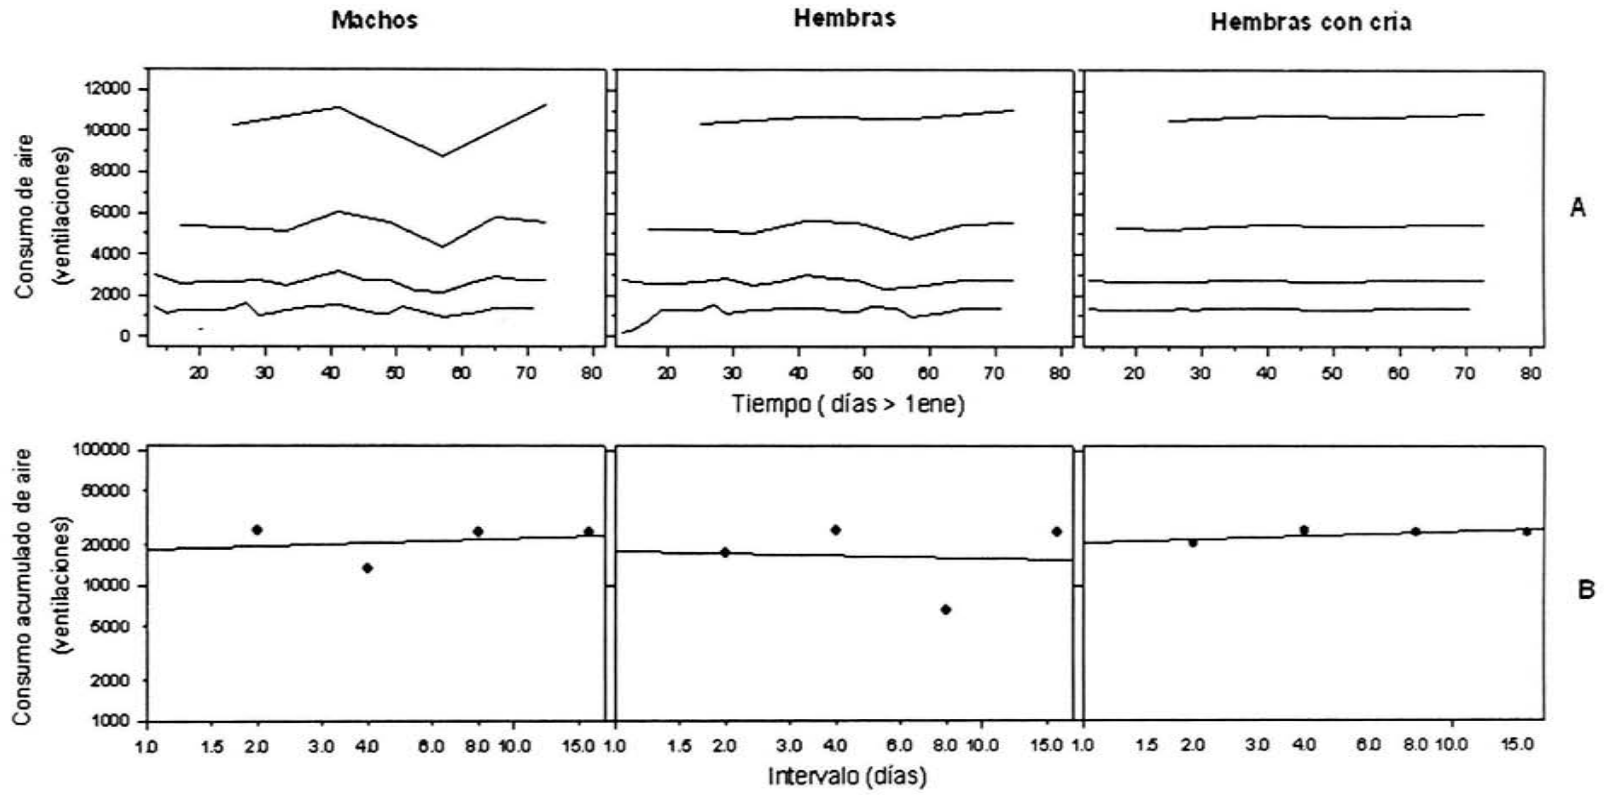 Machos
Hembras
Hembras con cria
Consumo de aire
(ventilaciones)
12000
10000
8000
6000
4000
2000
0
A
20 30 40 50 60 70 80
20 30 40 50 60 70 80
20 30 40 50 60 70 80
Tiempo ( días > 1ene)
Consumo acumulado de aire
(ventilaciones)
100000
50000
20000
10000
5000
2000
1000
B
1.0 1.5 2.0 3.0 4.0 6.0 8.0 10.0 15.0
1.0 1.5 2.0 3.0 4.0 6.0 8.0 10.0 15.0
1.0 1.5 2.0 3.0 4.0 6.0 8.0 10.0 15.0
Intervalo (días)